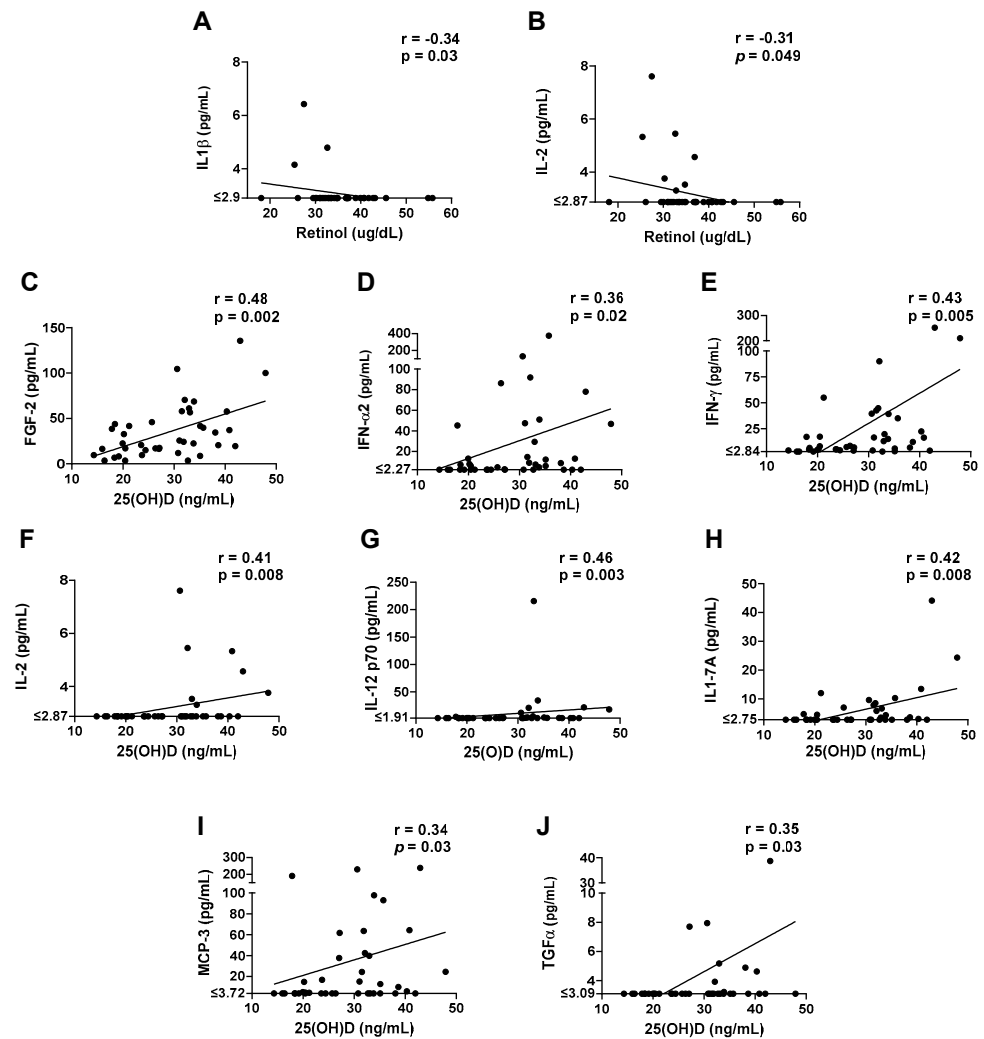 A
r = -0.34
p = 0.03
8
6
4
≤2.9
IL1β (pg/mL)
20 30 40 50 60
Retinol (ug/dL)
B
r = -0.31
p = 0.049
8
6
4
≤2.87
IL-2 (pg/mL)
20 30 40 50 60
Retinol (ug/dL)
C
r = 0.48
p = 0.002
150
100
50
0
FGF-2 (pg/mL)
10 20 30 40 50
25(OH)D (ng/mL)
D
r = 0.36
p = 0.02
400
200
100
80
60
40
20
≤2.27
IFN-α2 (pg/mL)
10 20 30 40 50
25(OH)D (ng/mL)
E
r = 0.43
p = 0.005
300
200
100
75
50
25
≤2.84
IFN-γ (pg/mL)
10 20 30 40 50
25(OH)D (ng/mL)
F
r = 0.41
p = 0.008
8
6
4
≤2.87
IL-2 (pg/mL)
10 20 30 40 50
25(OH)D (ng/mL)
G
r = 0.46
p = 0.003
250
200
150
100
50
≤1.91
IL-12 p70 (pg/mL)
10 20 30 40 50
25(O)D (ng/mL)
H
r = 0.42
p = 0.008
50
40
30
20
10
≤2.75
IL1-7A (pg/mL)
10 20 30 40 50
25(OH)D (ng/mL)
I
r = 0.34
p = 0.03
300
200
100
80
60
40
20
≤3.72
MCP-3 (pg/mL)
10 20 30 40 50
25(OH)D (ng/mL)
J
r = 0.35
p = 0.03
40
30
10
8
6
4
≤3.09
TGFα (pg/mL)
10 20 30 40 50
25(OH)D (ng/mL)